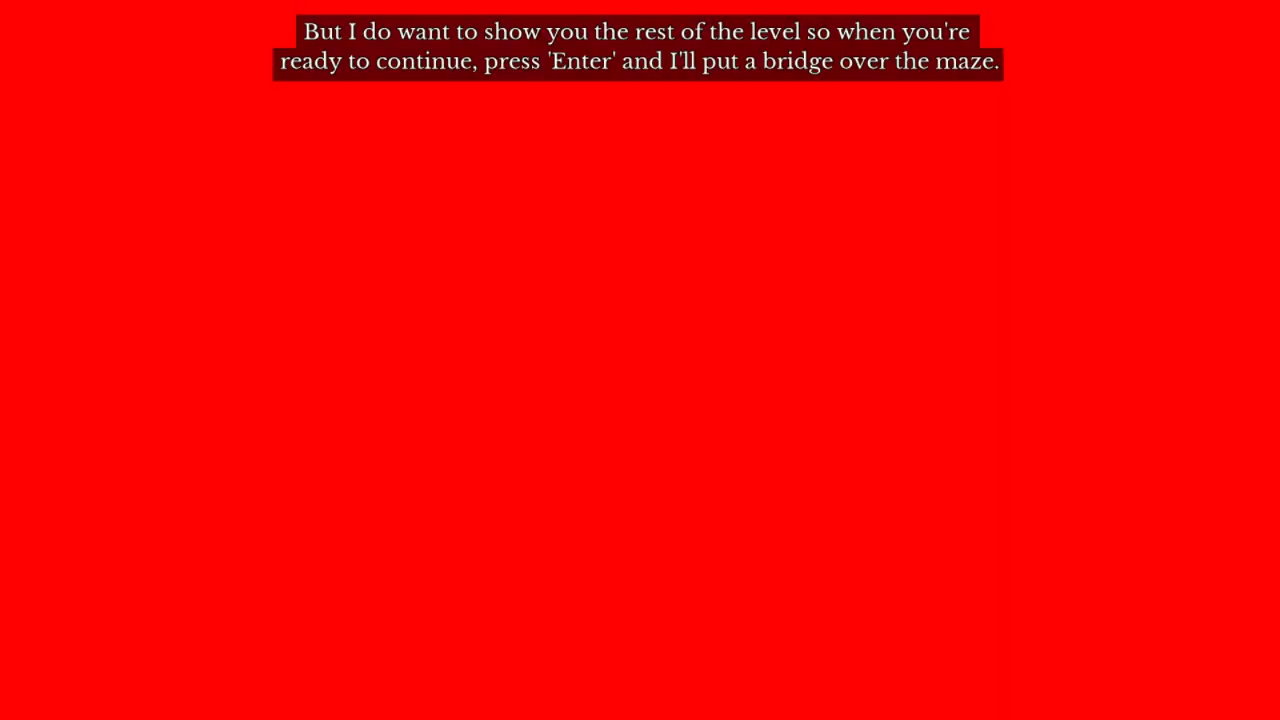 But I do want to show you the rest of the level so when you're
ready to continue, press 'Enter' and I'll put a bridge over the maze.